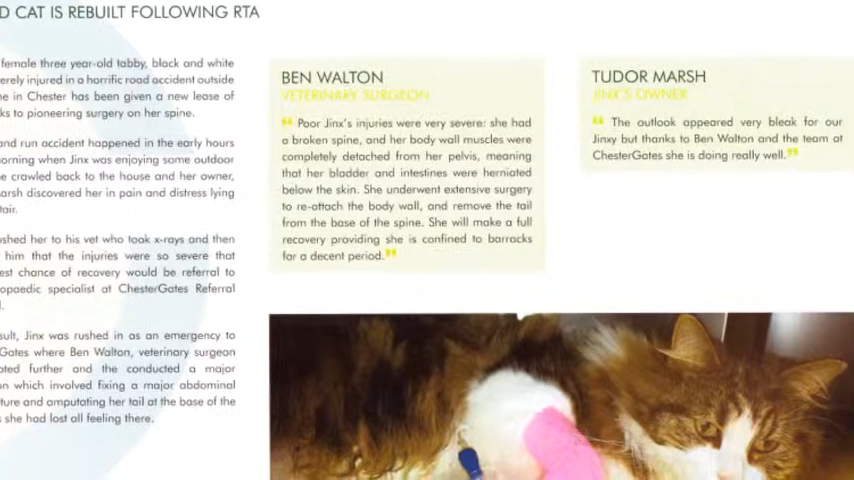 D CAT IS REBUILT FOLLOWING RTA
female three year-old tabby, black and white
erely injured in a horrific road accident outside
e in Chester has been given a new lease of
ks to pioneering surgery on her spine.
and run accident happened in the early hours
orning when Jinx was enjoying some outdoor
e crawled back to the house and her owner,
arsh discovered her in pain and distress lying
tair.
shed her to his vet who took x-rays and then
him that the injuries were so severe that
est chance of recovery would be referral to
opaedic specialist at ChesterGates Referral
l.
sult, Jinx was rushed in as an emergency to
Gates where Ben Walton, veterinary surgeon
ated further and the conducted a major
n which involved fixing a major abdominal
ture and amputating her tail at the base of the
s she had lost all feeling there.
BEN WALTON
VETERINARY SURGEON
" Poor Jinx's injuries were very severe: she had
a broken spine, and her body wall muscles were
completely detached from her pelvis, meaning
that her bladder and intestines were herniated
below the skin. She underwent extensive surgery
to re-attach the body wall, and remove the tail
from the base of the spine. She will make a full
recovery providing she is confined to barracks
for a decent period."
TUDOR MARSH
JINX'S OWNER
" The outlook appeared very bleak for our
Jinxy but thanks to Ben Walton and the team at
ChesterGates she is doing really well."